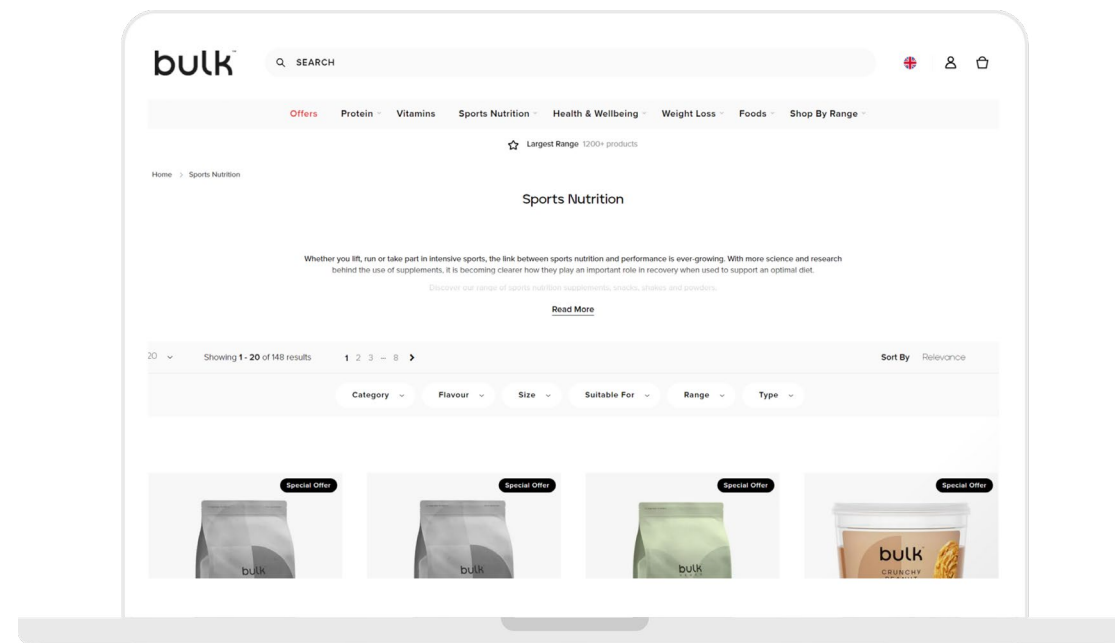 bulk™
SEARCH
Offers Protein Vitamins Sports Nutrition Health & Wellbeing Weight Loss Foods Shop By Range
Largest Range 1200+ products
Home > Sports Nutrition
Sports Nutrition
Whether you lift, run or take part in intensive sports, the link between sports nutrition and performance is ever-growing. With more science and research
behind the use of supplements, it is becoming clearer how they play an important role in recovery when used to support an optimal diet.
Discover our range of sports nutrition supplements, snacks, shakes and powders.
Read More
20 Showing 1 - 20 of 148 results 1 2 3 – 8 Sort By Relevance
Category Flavour Size Suitable For Range Type
Special Offer Special Offer Special Offer Special Offer
bulk bulk bulk bulk
CRUNCHY